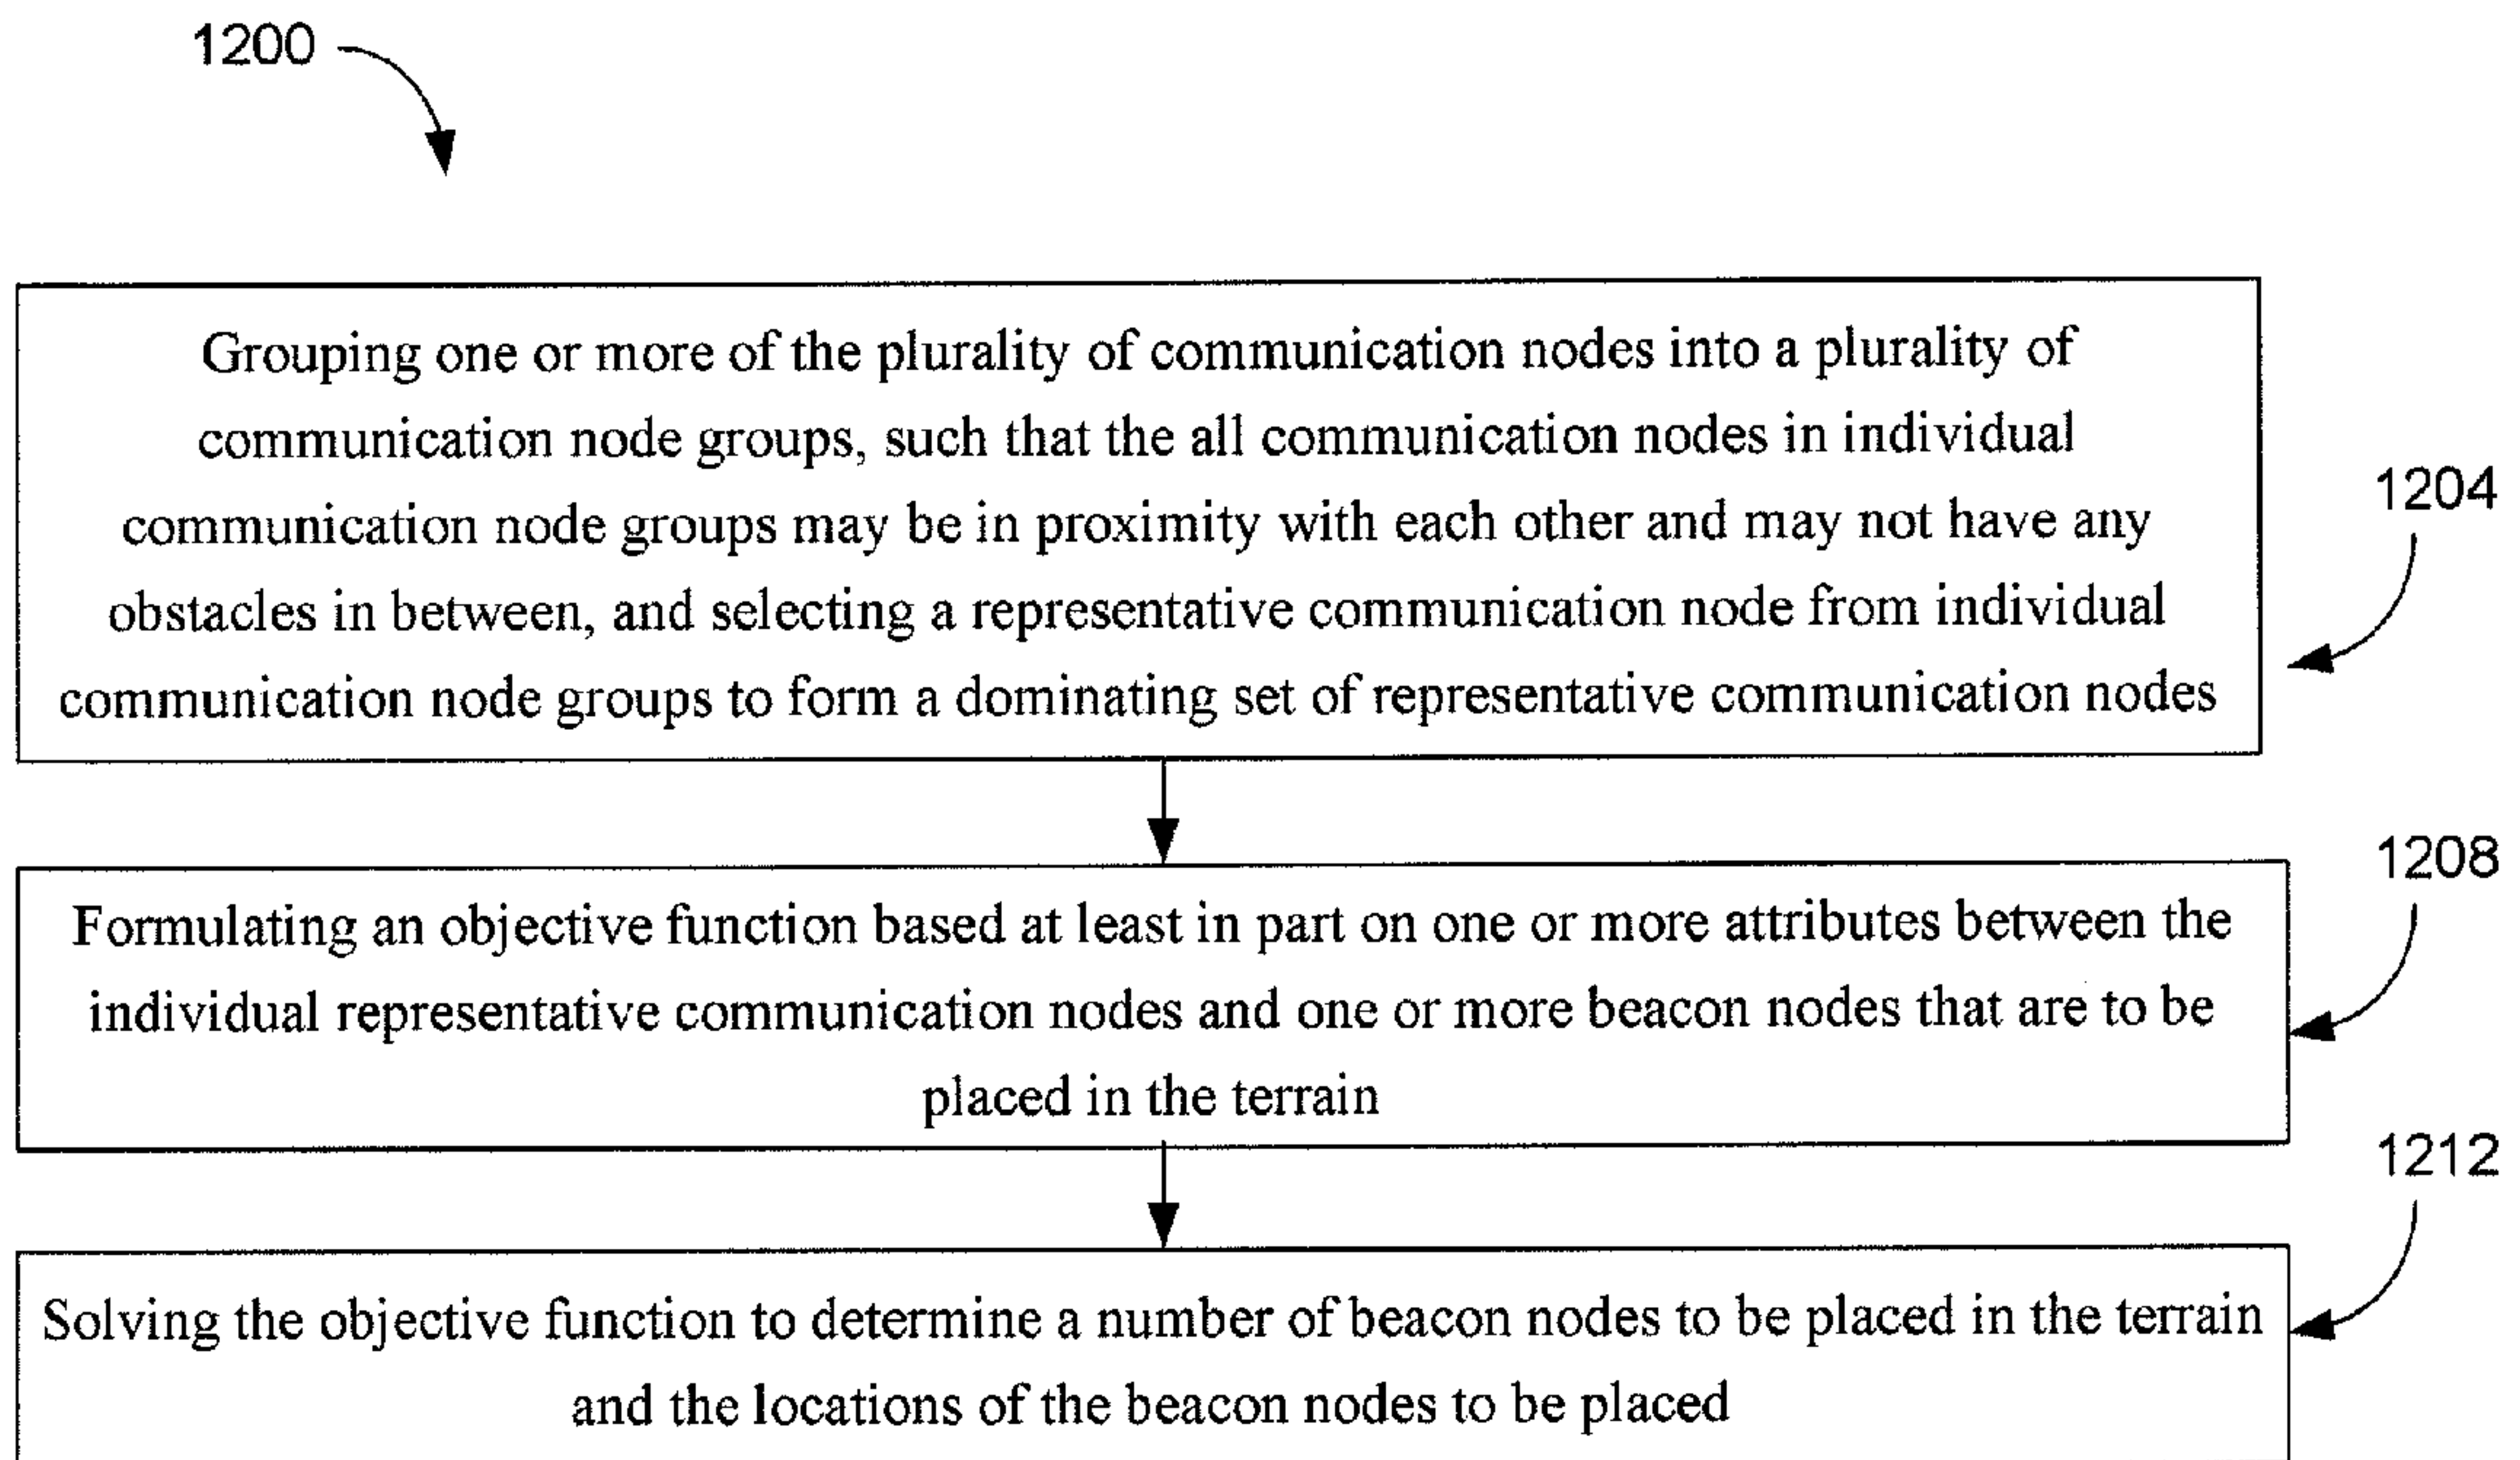 1200
Grouping one or more of the plurality of communication nodes into a plurality of
communication node groups, such that the all communication nodes in individual
communication node groups may be in proximity with each other and may not have any
obstacles in between, and selecting a representative communication node from individual
communication node groups to form a dominating set of representative communication nodes
1204
Formulating an objective function based at least in part on one or more attributes between the
individual representative communication nodes and one or more beacon nodes that are to be
placed in the terrain
1208
Solving the objective function to determine a number of beacon nodes to be placed in the terrain
and the locations of the beacon nodes to be placed
1212